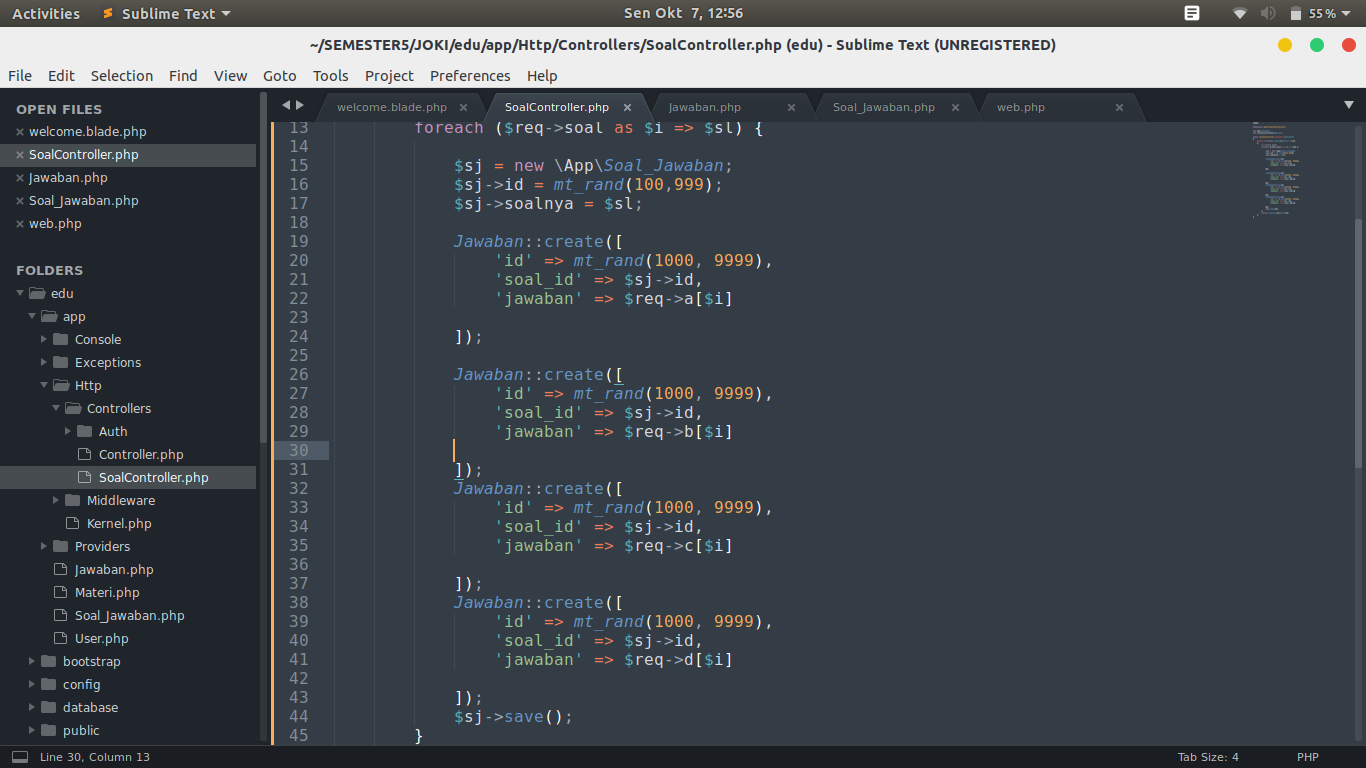 Activities Sublime Text Sen Okt 7, 12:56 55%
~/SEMESTER5/JOKI/edu/app/Http/Controllers/SoalController.php (edu) - Sublime Text (UNREGISTERED)
File Edit Selection Find View Goto Tools Project Preferences Help
OPEN FILES
welcome.blade.php
SoalController.php
Jawaban.php
Soal_Jawaban.php
web.php
FOLDERS
edu
app
Console
Exceptions
Http
Controllers
Auth
Controller.php
SoalController.php
Middleware
Kernel.php
Providers
Jawaban.php
Materi.php
Soal_Jawaban.php
User.php
bootstrap
config
database
public
welcome.blade.php SoalController.php Jawaban.php Soal_Jawaban.php web.php
13 foreach ($req->soal as $i => $sl) {
14
15 $sj = new \App\Soal_Jawaban;
16 $sj->id = mt_rand(100,999);
17 $sj->soalnya = $sl;
18
19 Jawaban::create([
20 'id' => mt_rand(1000, 9999),
21 'soal_id' => $sj->id,
22 'jawaban' => $req->a[$i]
23
24 ]);
25
26 Jawaban::create([
27 'id' => mt_rand(1000, 9999),
28 'soal_id' => $sj->id,
29 'jawaban' => $req->b[$i]
30
31 ]);
32 Jawaban::create([
33 'id' => mt_rand(1000, 9999),
34 'soal_id' => $sj->id,
35 'jawaban' => $req->c[$i]
36
37 ]);
38 Jawaban::create([
39 'id' => mt_rand(1000, 9999),
40 'soal_id' => $sj->id,
41 'jawaban' => $req->d[$i]
42
43 ]);
44 $sj->save();
45 }
Line 30, Column 13 Tab Size: 4 PHP